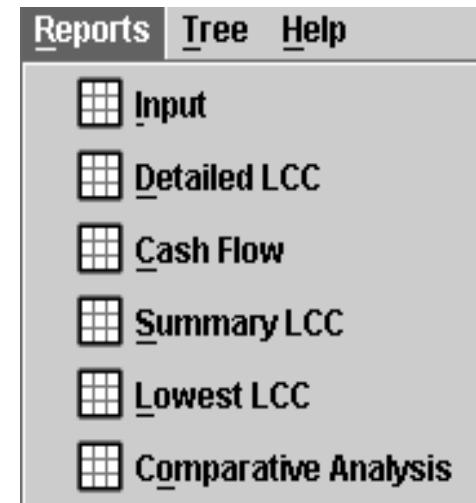 Reports Tree Help
Input
Detailed LCC
Cash Flow
Summary LCC
Lowest LCC
Comparative Analysis